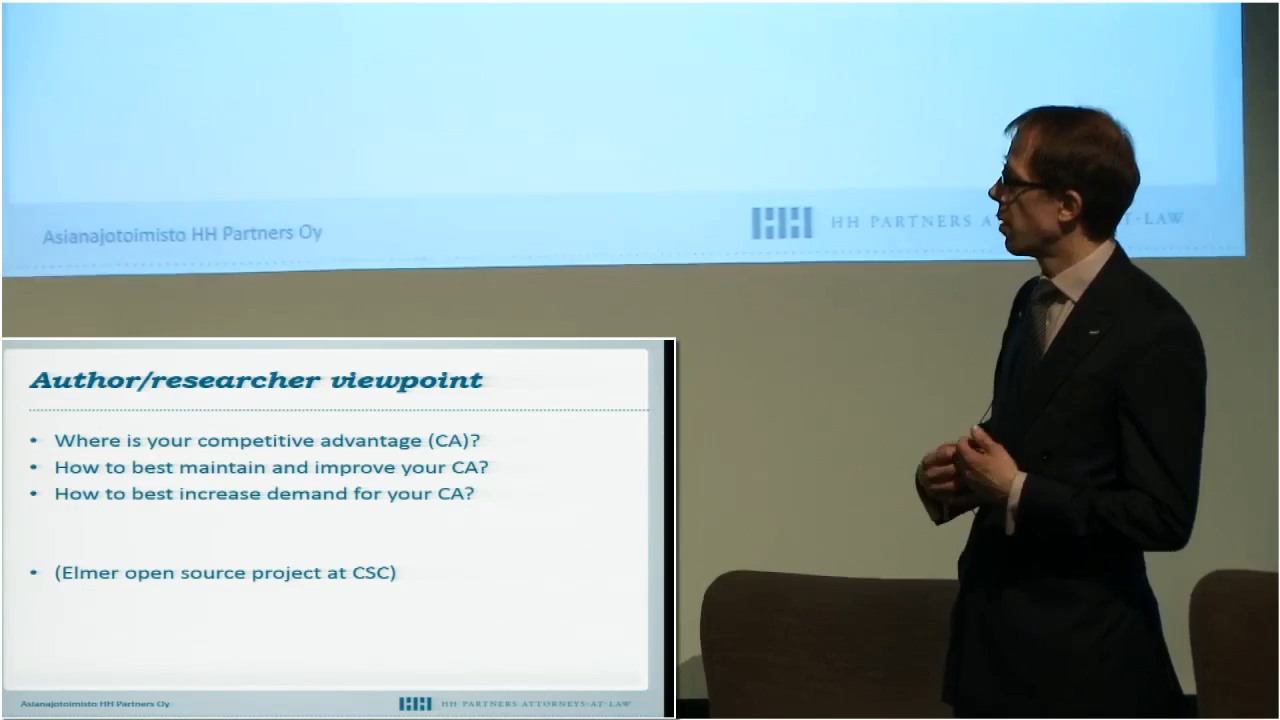 Asianajotoimisto HH Partners Oy
HH PARTNERS A T-LAW
Author/researcher viewpoint
• Where is your competitive advantage (CA)?
• How to best maintain and improve your CA?
• How to best increase demand for your CA?
• (Elmer open source project at CSC)
Asianajotoimisto HH Partners Oy
HH PARTNERS ATTORNEYS-AT-LAW